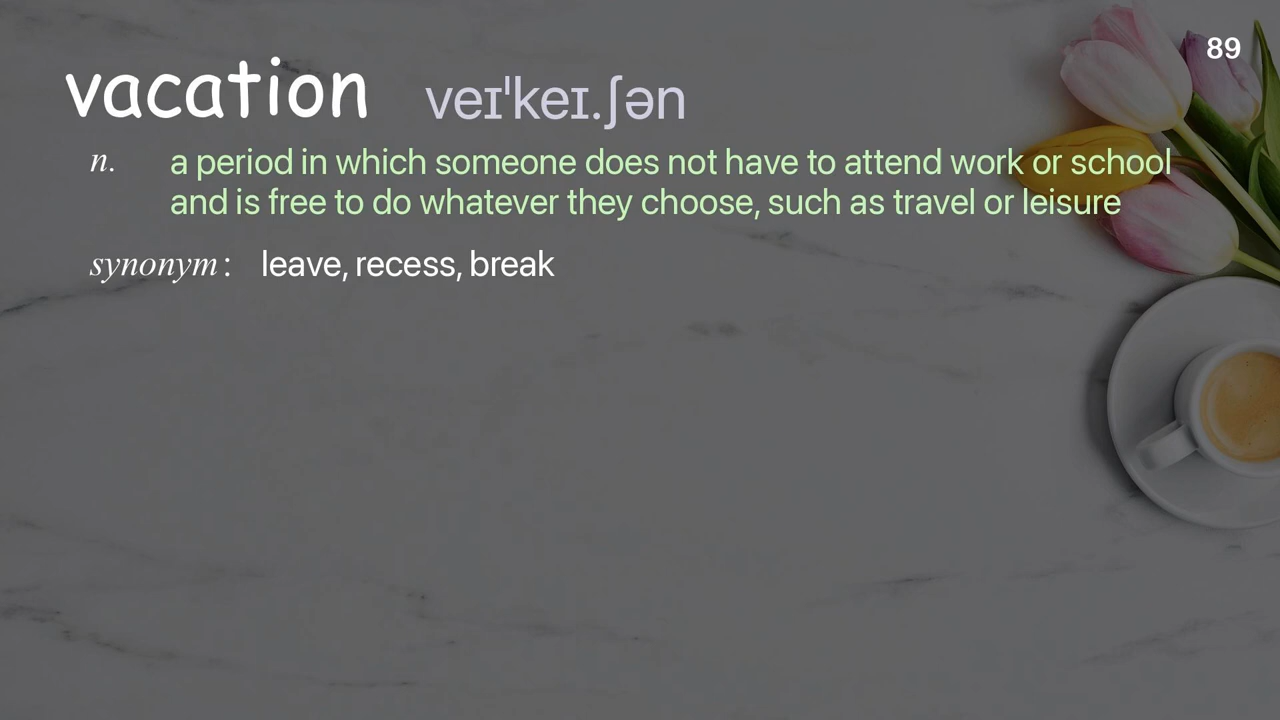 89
vacation veɪˈkeɪ.ʃən
n. a period in which someone does not have to attend work or school
and is free to do whatever they choose, such as travel or leisure
synonym : leave, recess, break